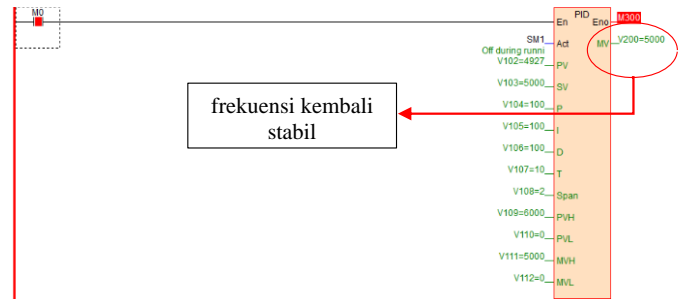 M0
PID
En
Eno
M300
SM1
Act
MV
V200=5000
Off during runni
V102=4927
PV
V103=5000
SV
frekuensi kembali
stabil
V104=100
P
V105=100
I
V106=100
D
V107=10
T
V108=2
Span
V109=6000
PVH
V110=0
PVL
V111=5000
MVH
V112=0
MVL